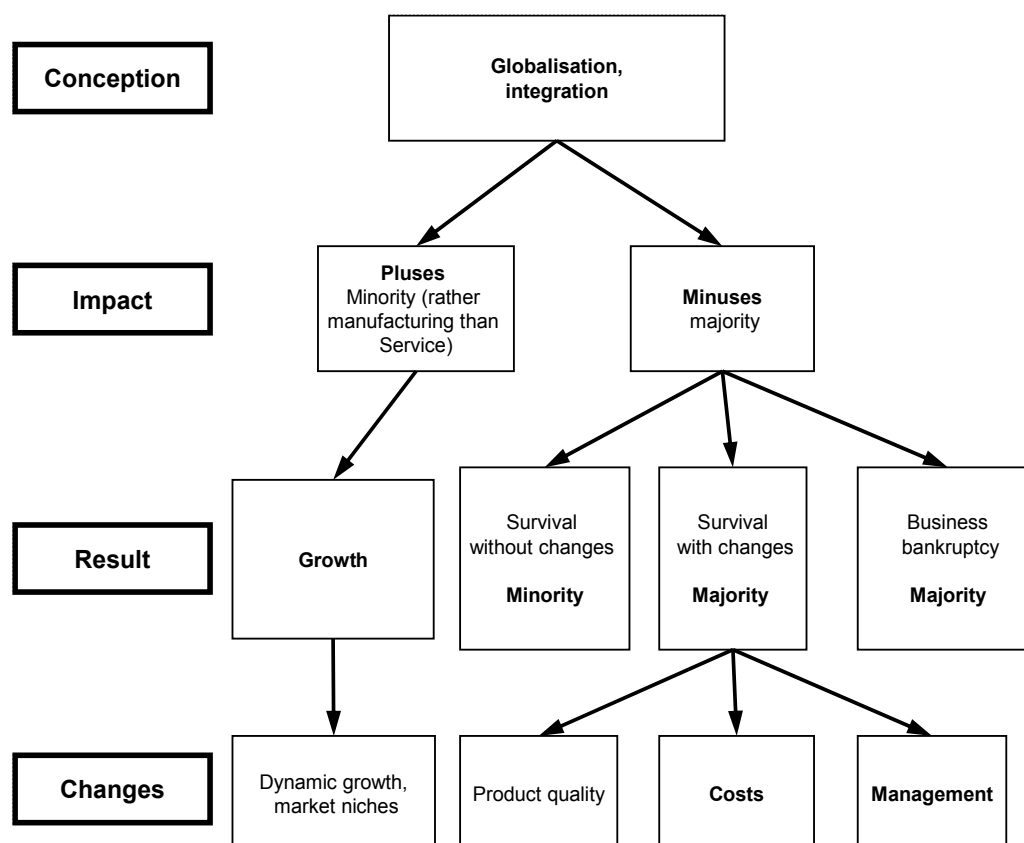 Conception
Globalisation,
integration
Impact
Pluses
Minority (rather
manufacturing than
Service)
Minuses
majority
Result
Growth
Survival
without changes
Minority
Survival
with changes
Majority
Business
bankruptcy
Majority
Changes
Dynamic growth,
market niches
Product quality
Costs
Management